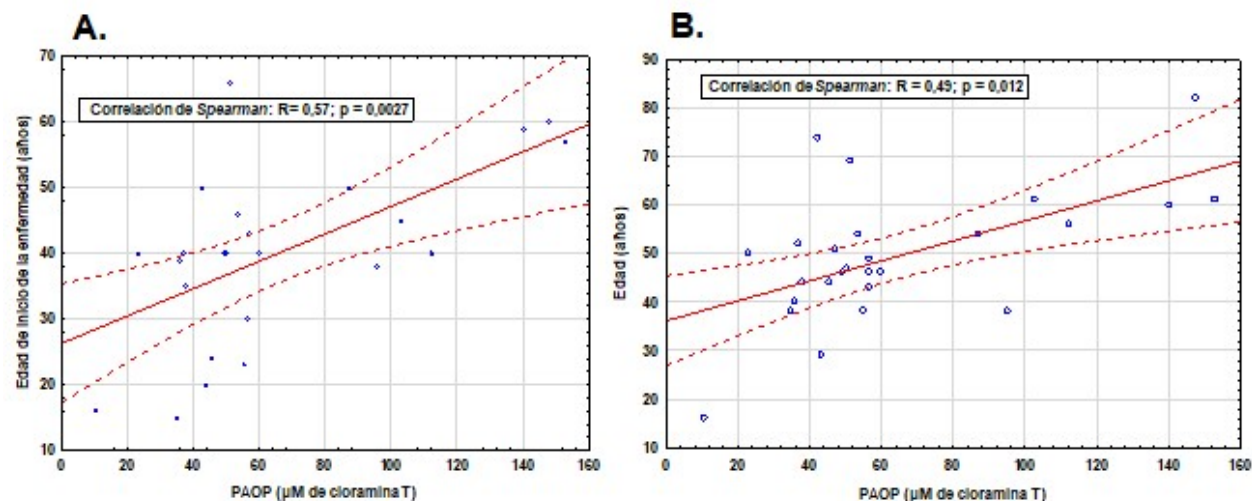 A.
70
60
50
40
30
20
10
Edad de inicio de la enfermedad (años)
Correlación de Spearman: R= 0,57; p = 0,0027
0 20 40 60 80 100 120 140 160
PAOP (µM de cloramina T)
B.
90
80
70
60
50
40
30
20
10
Edad (años)
Correlación de Spearman: R = 0,49; p = 0,012
0 20 40 60 80 100 120 140 160
PAOP (µM de cloramina T)